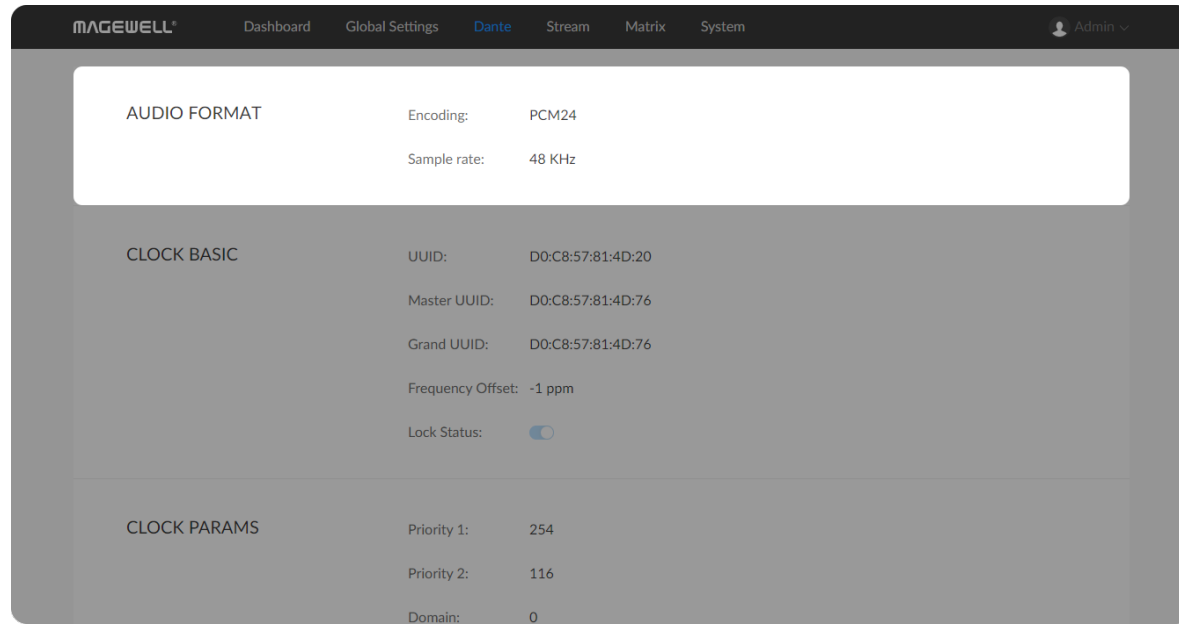 MAGEWELL® Dashboard Global Settings Dante Stream Matrix System Admin
AUDIO FORMAT Encoding: PCM24
Sample rate: 48 KHz
CLOCK BASIC UUID: D0:C8:57:81:4D:20
Master UUID: D0:C8:57:81:4D:76
Grand UUID: D0:C8:57:81:4D:76
Frequency Offset: -1 ppm
Lock Status:
CLOCK PARAMS Priority 1: 254
Priority 2: 116
Domain: 0